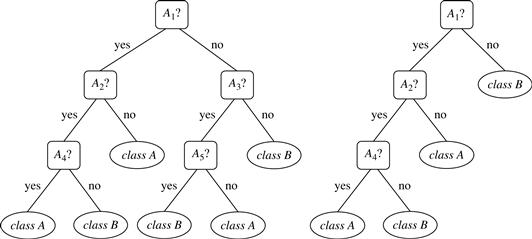 A₁? A₁?
yes no yes no
A₂? A₃? A₂? class B
yes no yes no yes no
A₄? class A A₅? class B A₄? class A
yes no yes no yes no
class A class B class B class A class A class B